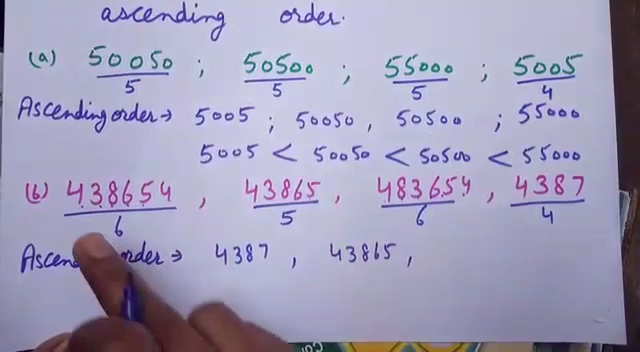 ascending order.
(a) 50050 ; 50500 ; 55000 ; 5005
5 5 5 4
Ascending order → 5005 ; 50050 , 50500 ; 55000
5005 < 50050 < 50500 < 55000
(b) 438654 , 43865 , 483654 , 4387
6 5 6 4
Ascen order → 4387 , 43865 ,